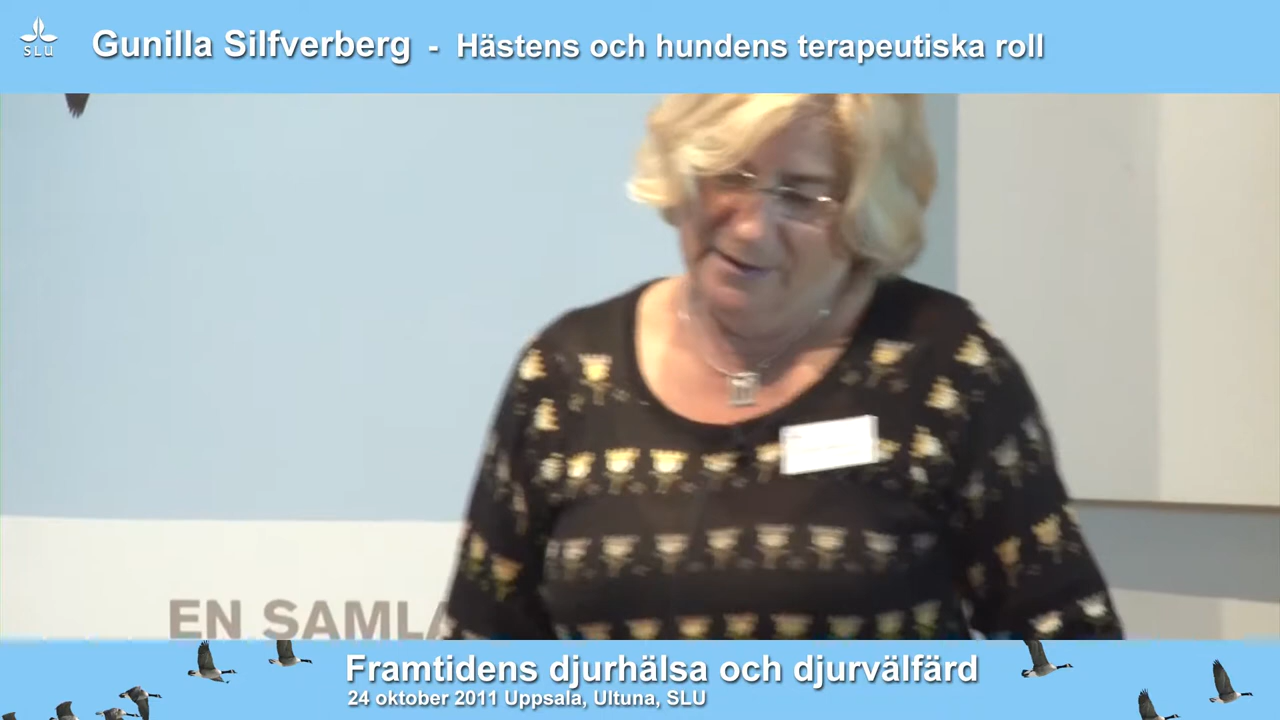 SLU
Gunilla Silfverberg - Hästens och hundens terapeutiska roll
EN SAMLA
Framtidens djurhälsa och djurvälfärd
24 oktober 2011 Uppsala, Ultuna, SLU